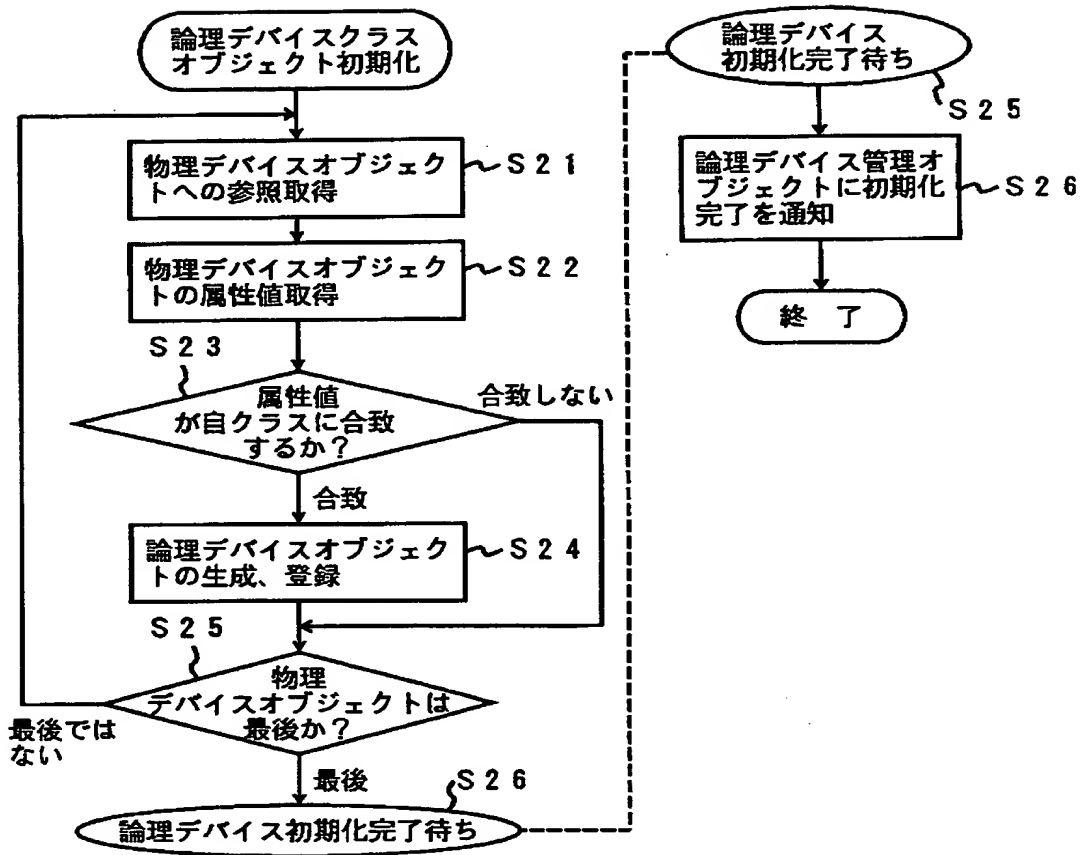 論理デバイスクラス
オブジェクト初期化
物理デバイスオブジェク
トへの参照取得
S21
物理デバイスオブジェク
トの属性値取得
S22
S23
属性値
が自クラスに合致
するか?
合致しない
合致
論理デバイスオブジェク
トの生成、登録
S24
S25
物理
デバイスオブジェクトは
最後か?
最後では
ない
最後
S26
論理デバイス初期化完了待ち
論理デバイス
初期化完了待ち
S25
論理デバイス管理オ
ブジェクトに初期化
完了を通知
S26
終 了